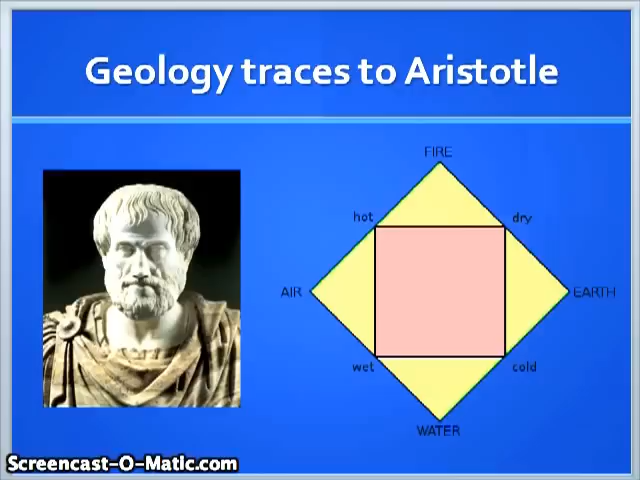 Geology traces to Aristotle
FIRE
hot
dry
AIR
EARTH
wet
cold
WATER
Screencast-O-Matic.com